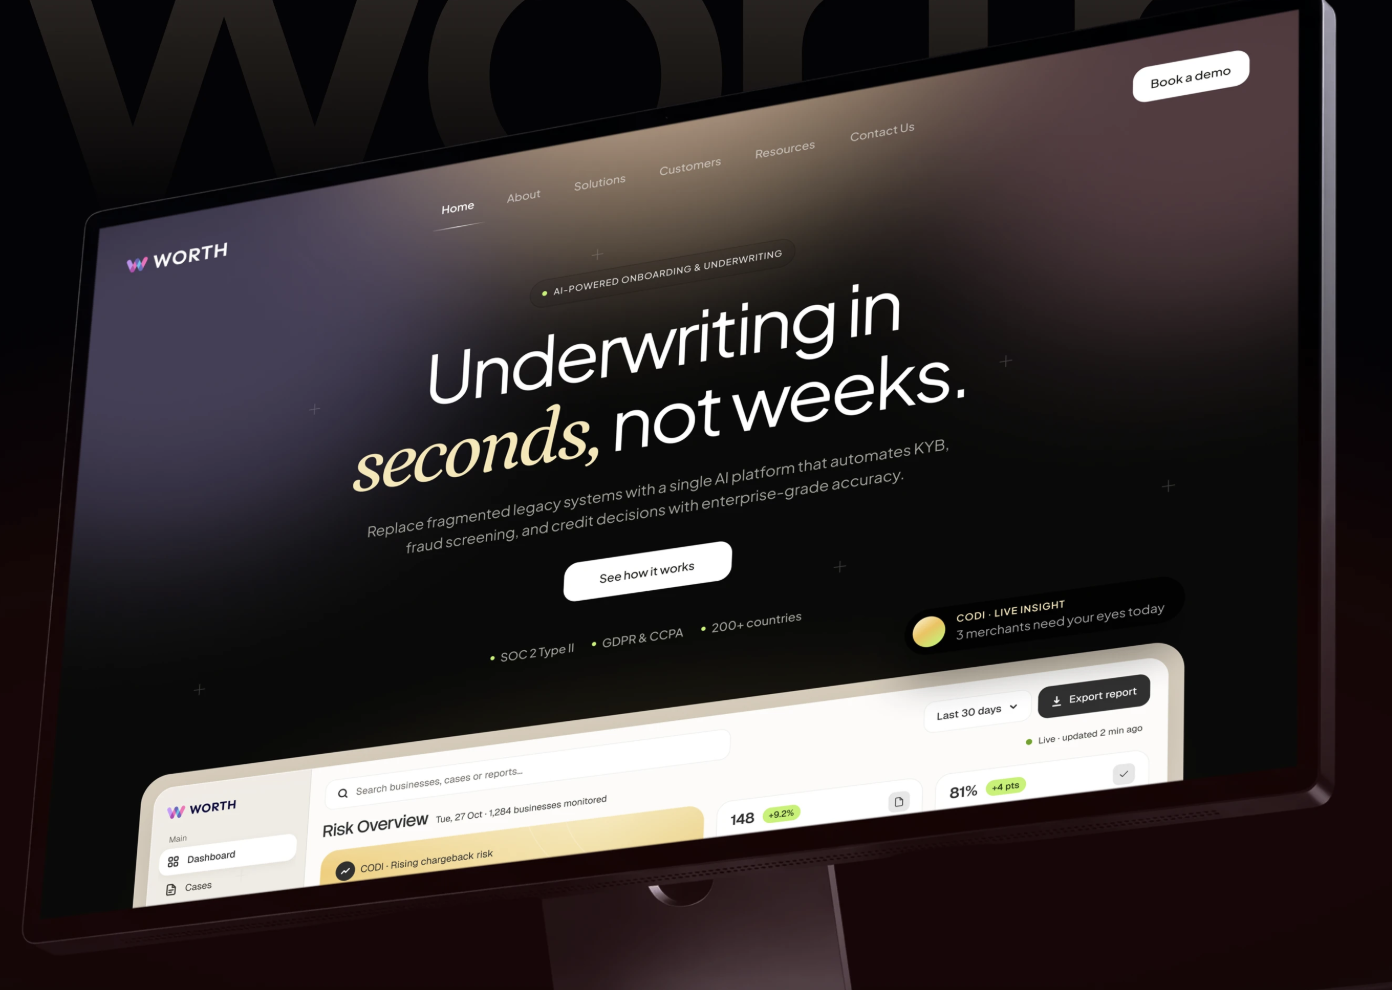 Worth
Book a demo
Home About Solutions Customers Resources Contact Us
WORTH
AI-POWERED ONBOARDING & UNDERWRITING
Underwriting in
seconds, not weeks.
Replace fragmented legacy systems with a single AI platform that automates KYB,
fraud screening, and credit decisions with enterprise-grade accuracy.
See how it works
SOC 2 Type II GDPR & CCPA 200+ countries
CODI · LIVE INSIGHT
3 merchants need your eyes today
Last 30 days
Export report
Live · updated 2 min ago
Search businesses, cases or reports...
WORTH
Main
Dashboard
Cases
Risk Overview Tue, 27 Oct · 1,284 businesses monitored
CODI · Rising chargeback risk
148 +9.2%
81% +4 pts